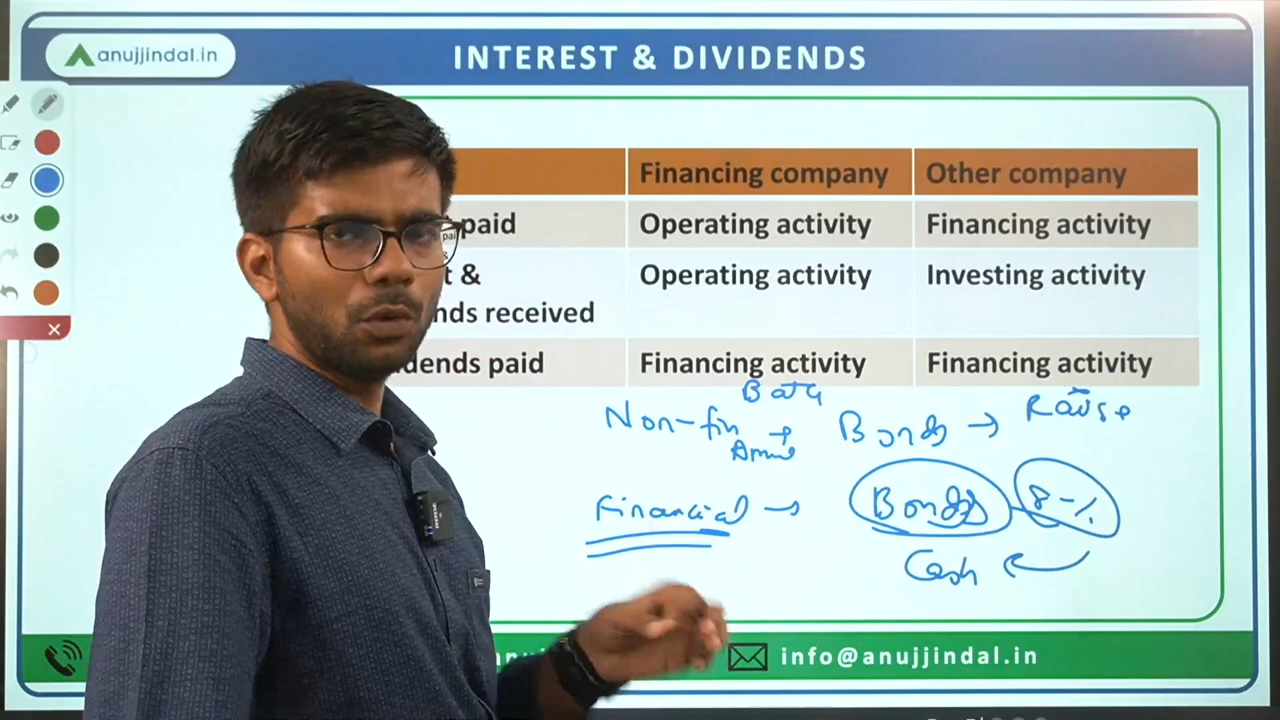 anujjindal.in
INTEREST & DIVIDENDS
Financing company Other company
paid Operating activity Financing activity
t & Operating activity Investing activity
nds received
idends paid Financing activity Financing activity
Bata
Non-fin Bonds → Raise
Financial → Bonds 8%
Cash
info@anujjindal.in